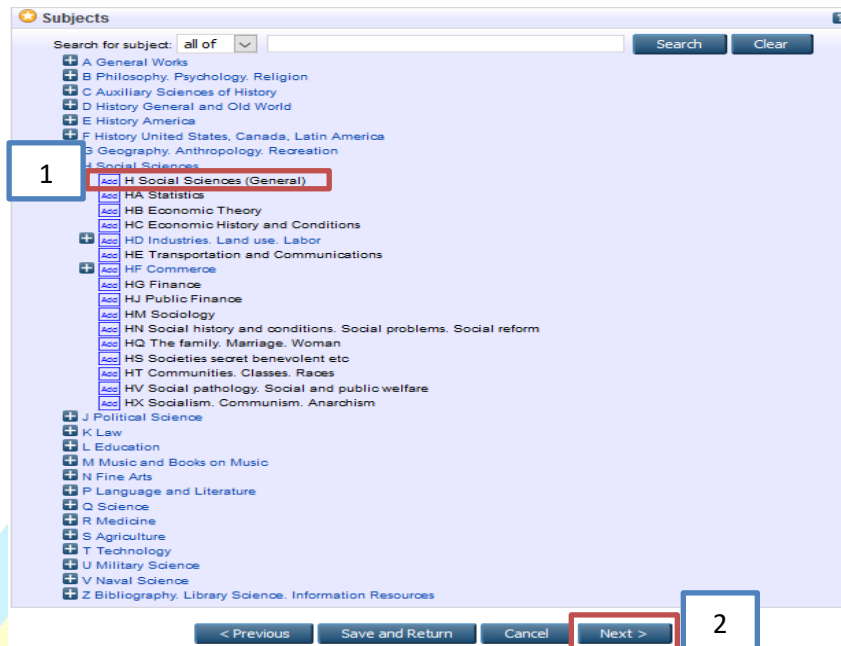 Subjects
Search for subject: all of Search Clear
A General Works
B Philosophy. Psychology. Religion
C Auxiliary Sciences of History
D History General and Old World
E History America
F History United States, Canada, Latin America
G Geography. Anthropology. Recreation
H Social Sciences
1
Add H Social Sciences (General)
Add HA Statistics
Add HB Economic Theory
Add HC Economic History and Conditions
Add HD Industries. Land use. Labor
Add HE Transportation and Communications
Add HF Commerce
Add HG Finance
Add HJ Public Finance
Add HM Sociology
Add HN Social history and conditions. Social problems. Social reform
Add HQ The family. Marriage. Woman
Add HS Societies secret benevolent etc
Add HT Communities. Classes. Races
Add HV Social pathology. Social and public welfare
Add HX Socialism. Communism. Anarchism
J Political Science
K Law
L Education
M Music and Books on Music
N Fine Arts
P Language and Literature
Q Science
R Medicine
S Agriculture
T Technology
U Military Science
V Naval Science
Z Bibliography. Library Science. Information Resources
< Previous Save and Return Cancel Next >
2